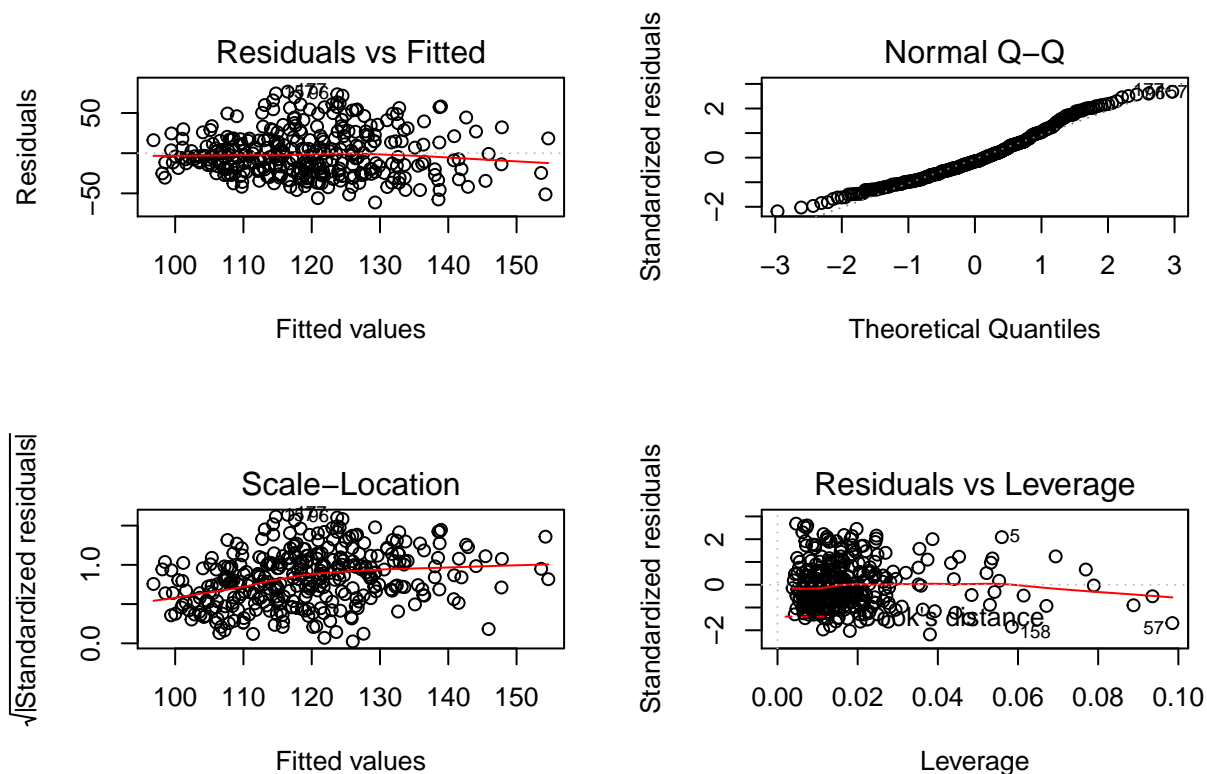 Residuals vs Fitted
Residuals
50
−50
100 110 120 130 140 150
Fitted values
Normal Q−Q
Standardized residuals
2
0
−2
−3 −2 −1 0 1 2 3
Theoretical Quantiles
Scale−Location
√|Standardized residuals|
1.0
0.0
100 110 120 130 140 150
Fitted values
Residuals vs Leverage
Standardized residuals
2
0
−2
5
158
57
distance
0.00 0.02 0.04 0.06 0.08 0.10
Leverage